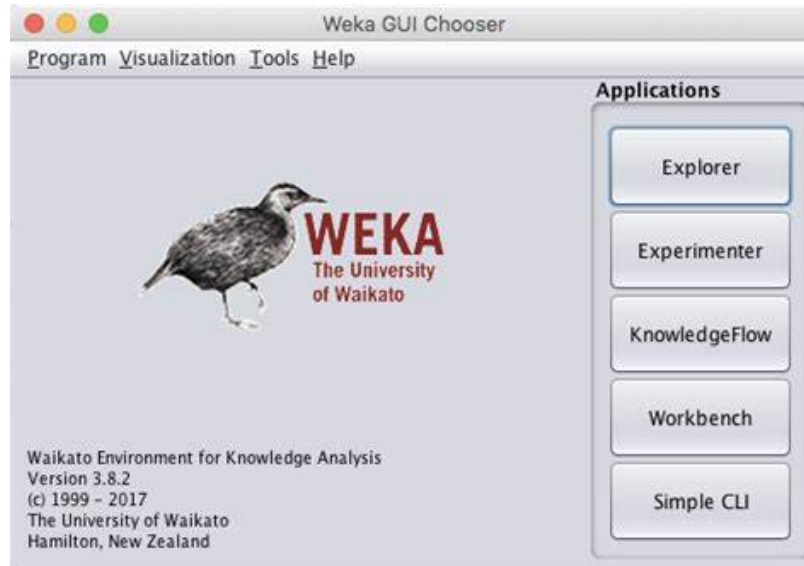 Weka GUI Chooser
Program Visualization Tools Help
Applications
Explorer
Experimenter
KnowledgeFlow
Workbench
Simple CLI
WEKA
The University
of Waikato
Waikato Environment for Knowledge Analysis
Version 3.8.2
(c) 1999 – 2017
The University of Waikato
Hamilton, New Zealand